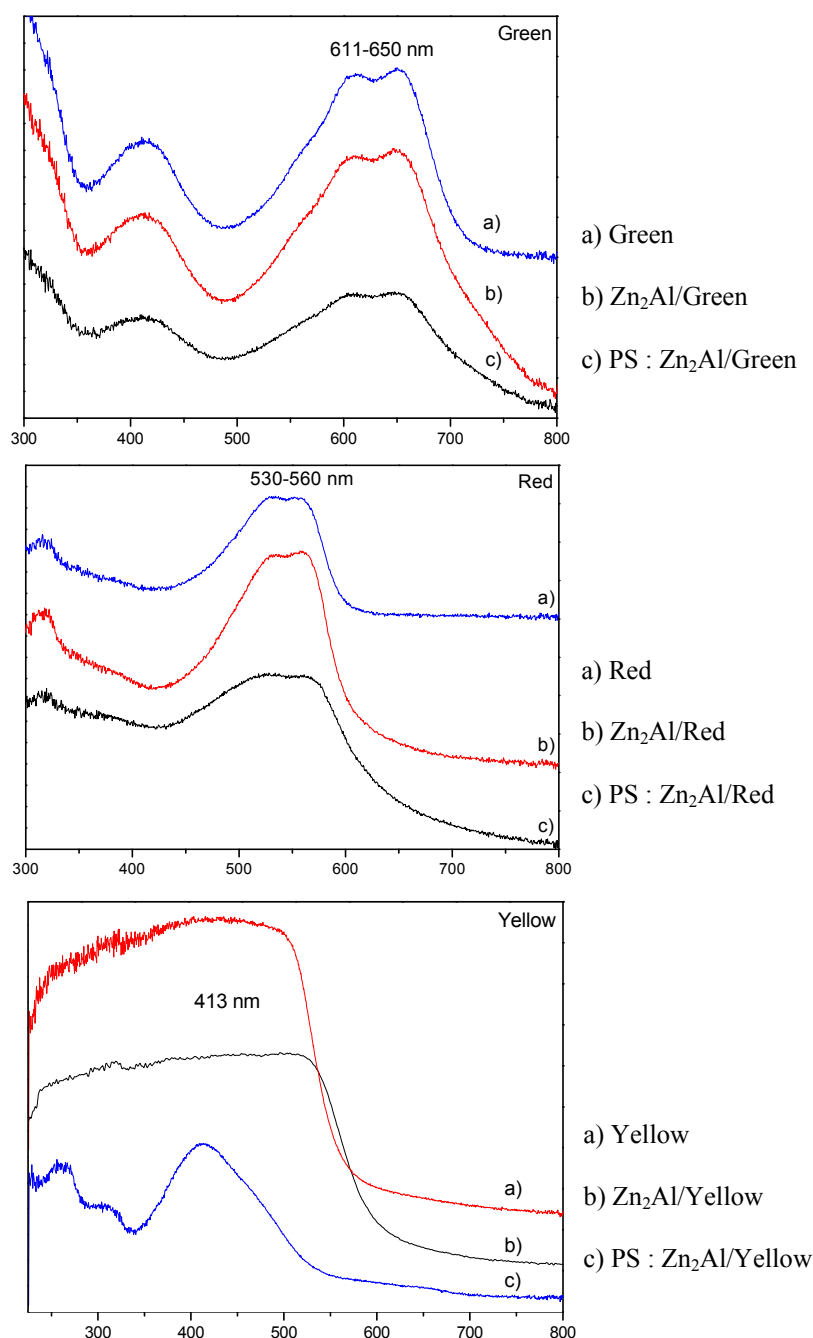 Green
611-650 nm
a)
b)
c)
300 400 500 600 700 800
a) Green
b) Zn₂Al/Green
c) PS : Zn₂Al/Green
530-560 nm Red
a)
b)
c)
300 400 500 600 700 800
a) Red
b) Zn₂Al/Red
c) PS : Zn₂Al/Red
Yellow
413 nm
a)
b)
c)
300 400 500 600 700 800
a) Yellow
b) Zn₂Al/Yellow
c) PS : Zn₂Al/Yellow